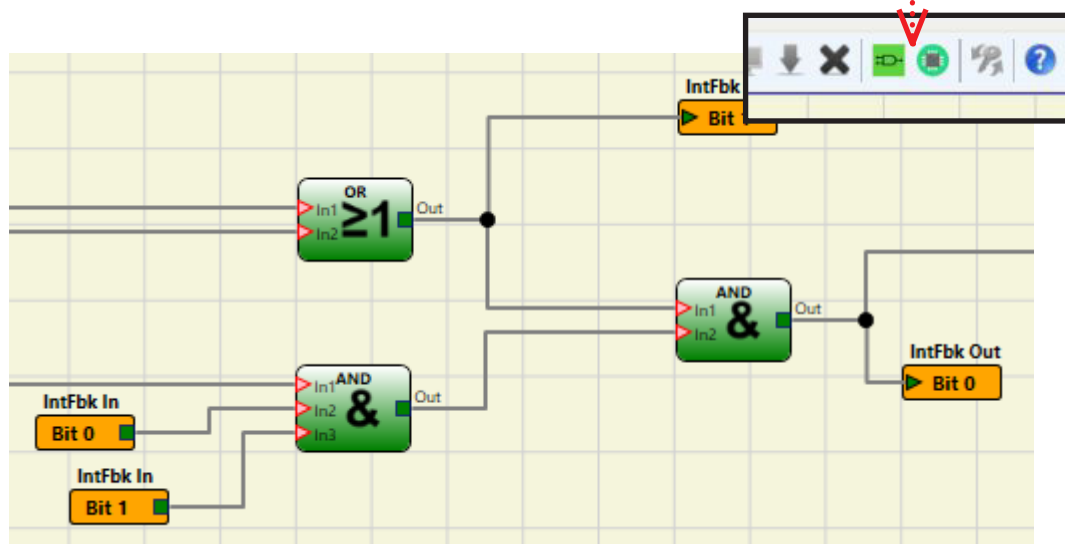 IntFbk
Bit
?
OR
≥1
In1
In2
Out
AND
&
In1
In2
Out
IntFbk Out
Bit 0
AND
&
In1
In2
In3
Out
IntFbk In
Bit 0
IntFbk In
Bit 1